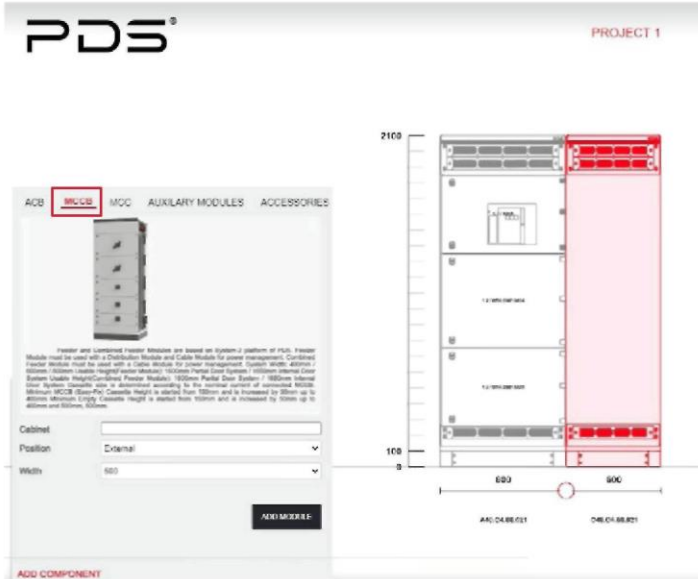 PDS®
PROJECT 1
2100
ACB MCCB MCC AUXILARY MODULES ACCESSORIES
Feeder and Combined Feeder Modules are based on System-2 platform of PDS. Feeder
Module must be used with a Distribution Module and Cable Module for power management. Combined
Feeder Module must be used with a Cable Module for power management. System Width: 400mm /
600mm / 800mm Usable Height(Feeder Module): 1600mm Partial Door System / 1650mm Internal Door
System Usable Height(Combined Feeder Module): 1600mm Partial Door System / 1650mm Internal
Door System Cassette size is determined according to the nominal current of connected MCCB.
Minimum MCCB (Easy-Fix) Cassette Height is started from 100mm and is increased by 50mm up to
400mm Minimum Empty Cassette Height is started from 100mm and is increased by 50mm up to
400mm and 500mm, 600mm.
Cabinet
Position External
Width 600
100
0
600
ADD MODULE
ADD COMPONENT